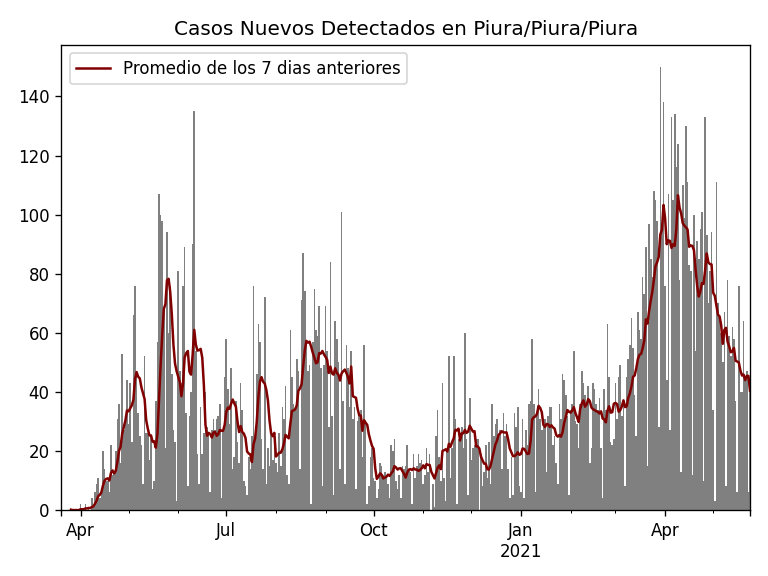 Casos Nuevos Detectados en Piura/Piura/Piura
Promedio de los 7 dias anteriores
140
120
100
80
60
40
20
0
Apr
Jul
Oct
Jan
2021
Apr